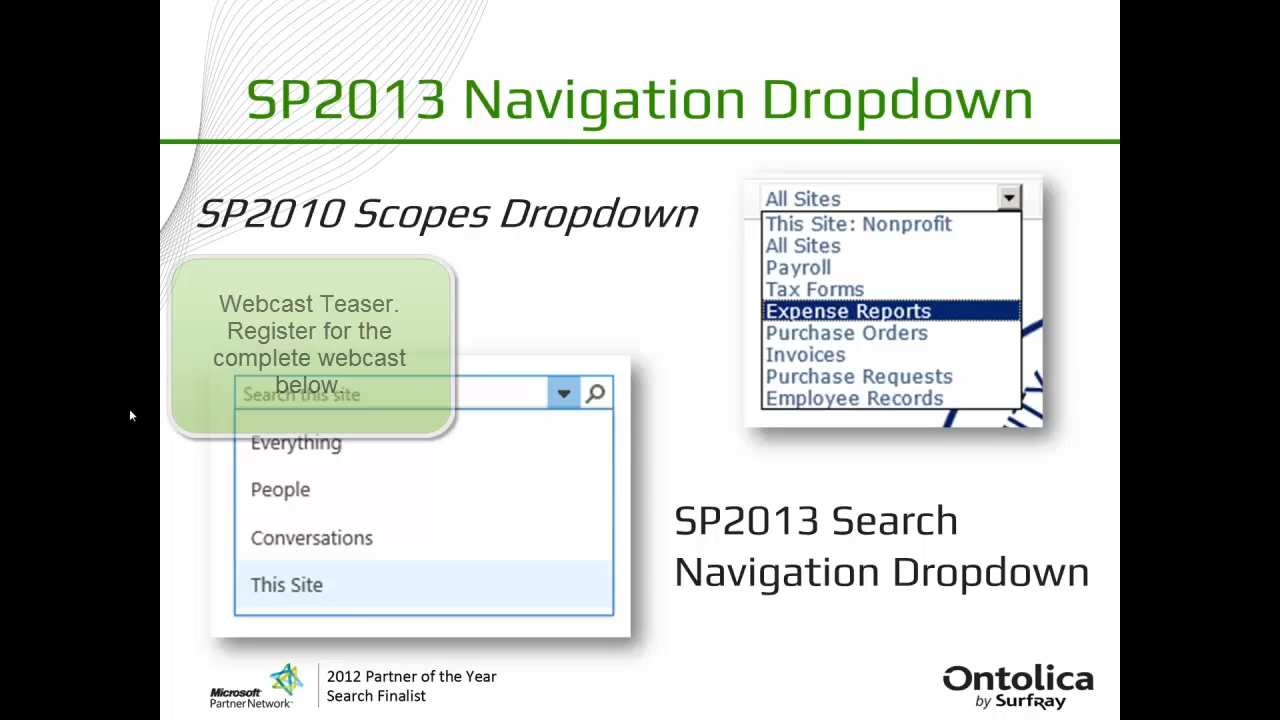 SP2013 Navigation Dropdown
SP2010 Scopes Dropdown
All Sites
This Site: Nonprofit
All Sites
Payroll
Tax Forms
Expense Reports
Purchase Orders
Invoices
Purchase Requests
Employee Records
Webcast Teaser.
Register for the
complete webcast
below.
Search this site
Everything
People
Conversations
This Site
SP2013 Search
Navigation Dropdown
Microsoft
Partner Network
2012 Partner of the Year
Search Finalist
Ontolica
by SurfRay